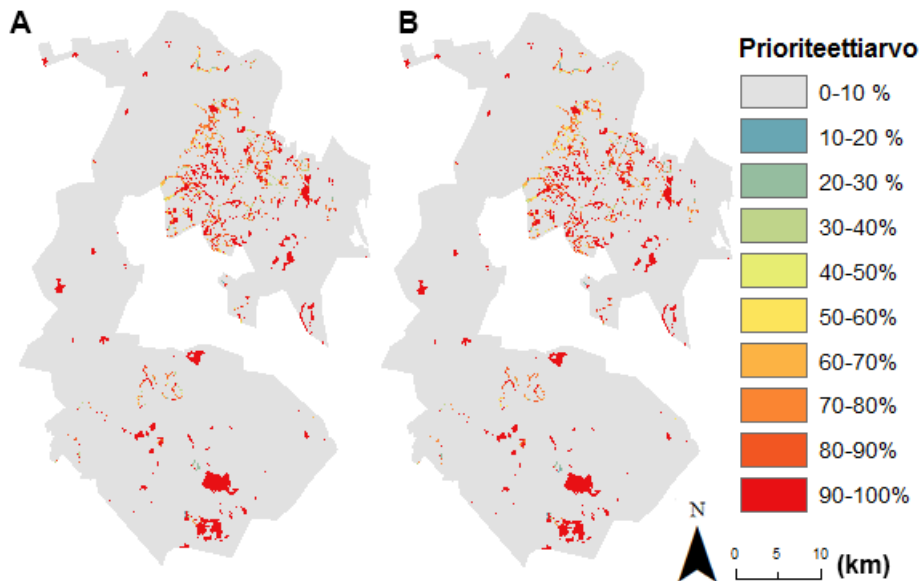 A
B
Prioriteettiarvo
0-10 %
10-20 %
20-30 %
30-40%
40-50%
50-60%
60-70%
70-80%
80-90%
90-100%
N
0 5 10 (km)